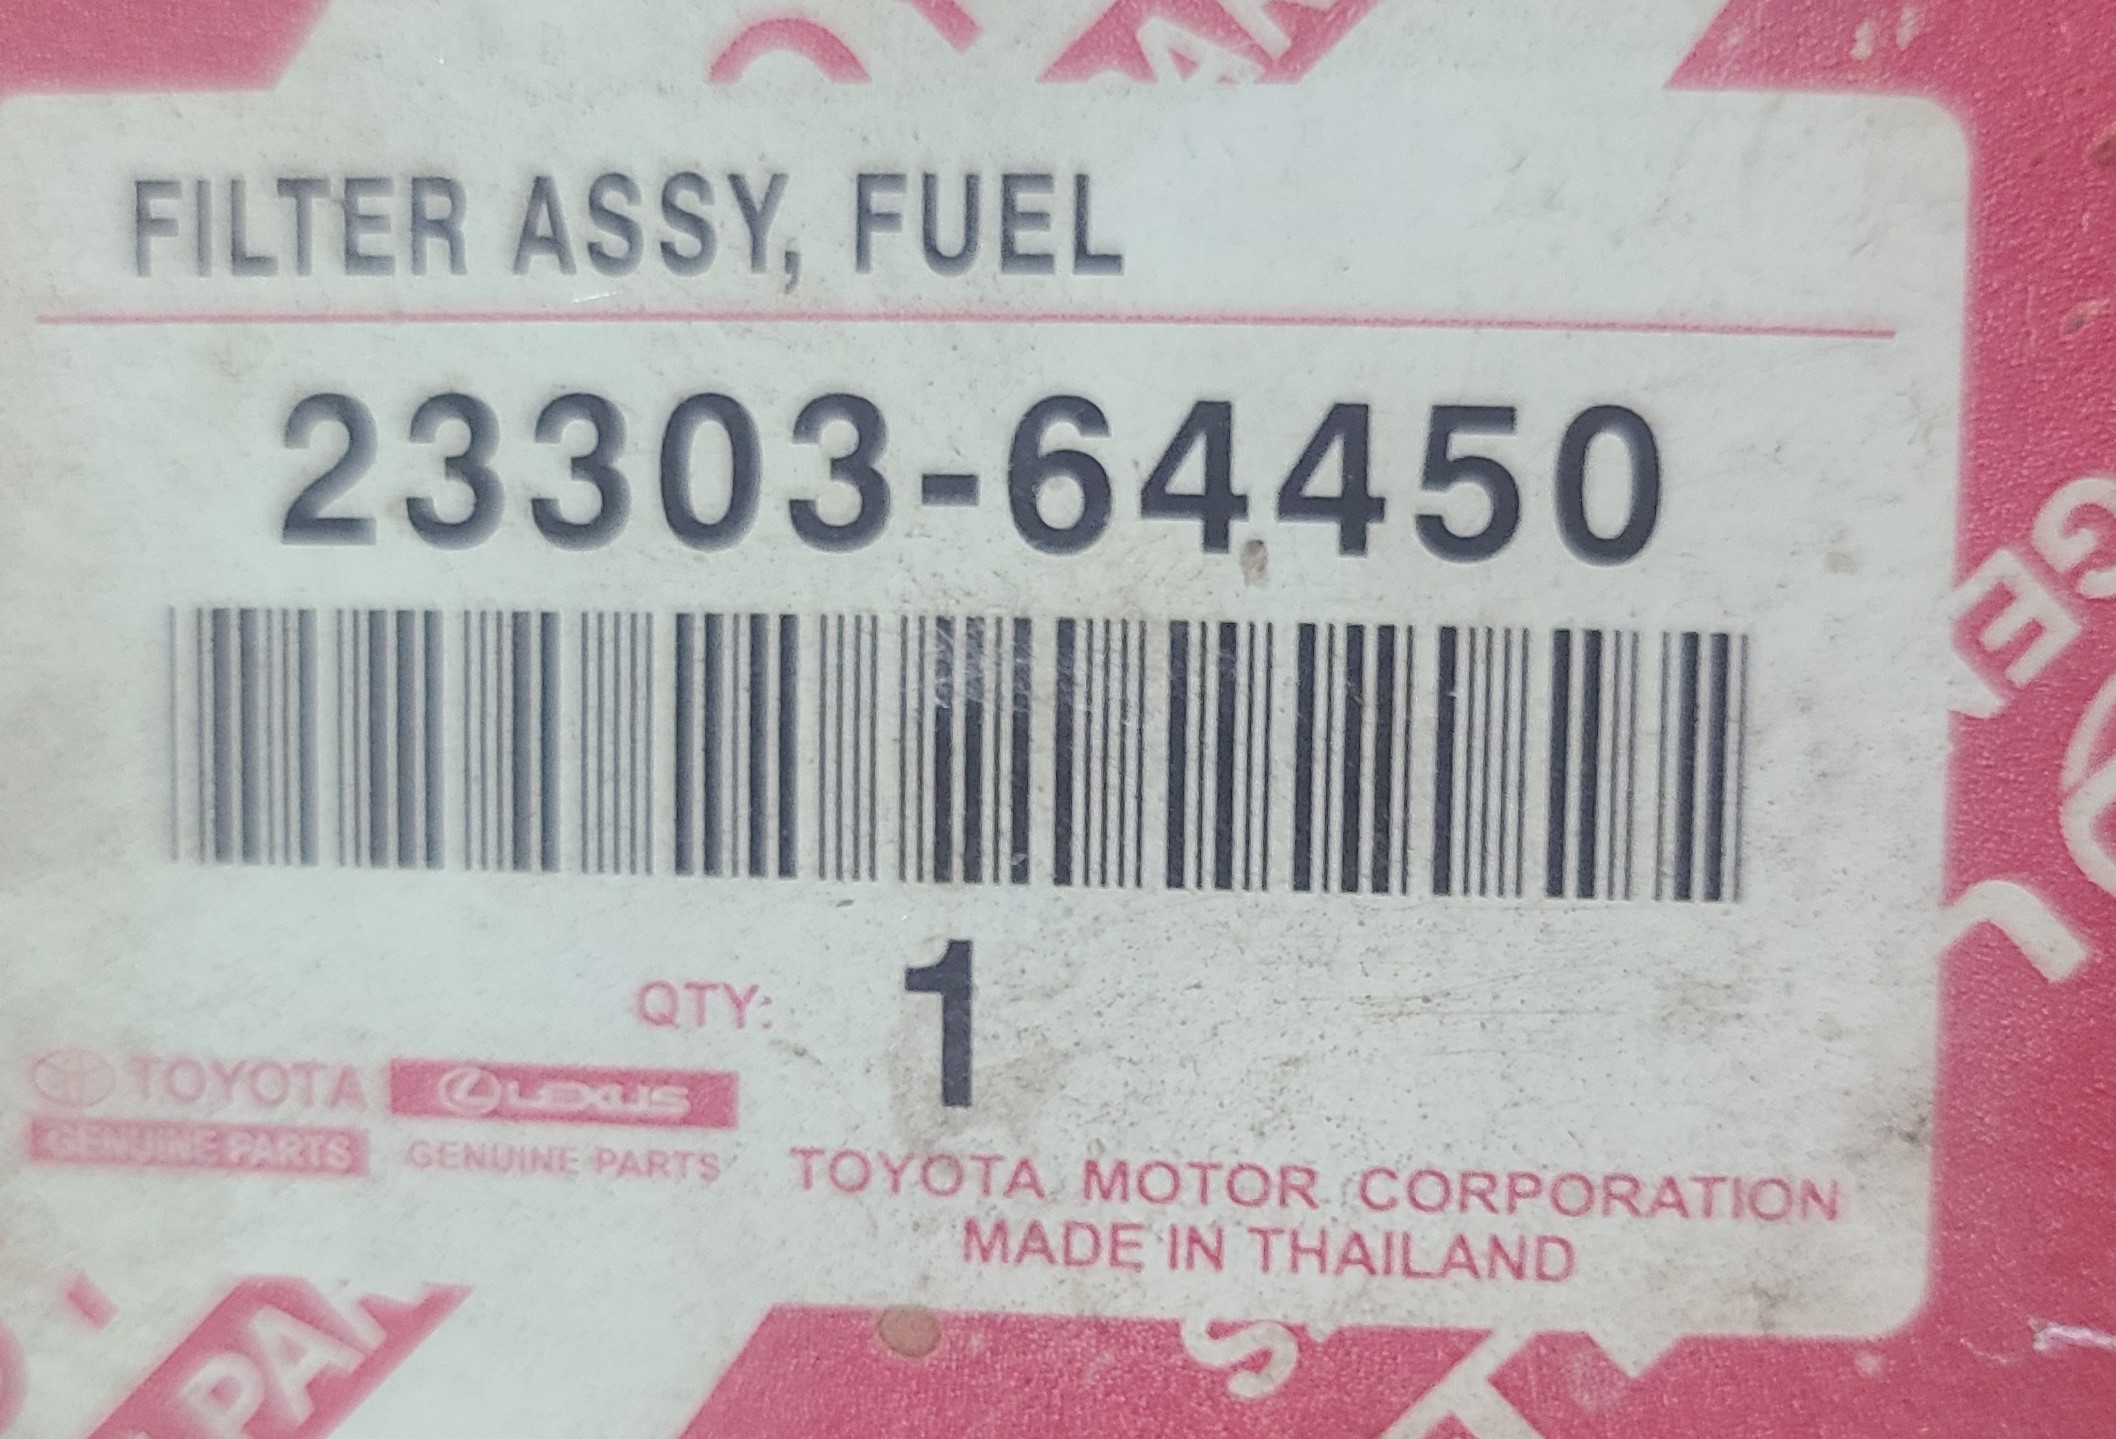 FILTER ASSY, FUEL
23303-64450
QTY: 1
TOYOTA LEXUS
GENUINE PARTS GENUINE PARTS
TOYOTA MOTOR CORPORATION
MADE IN THAILAND